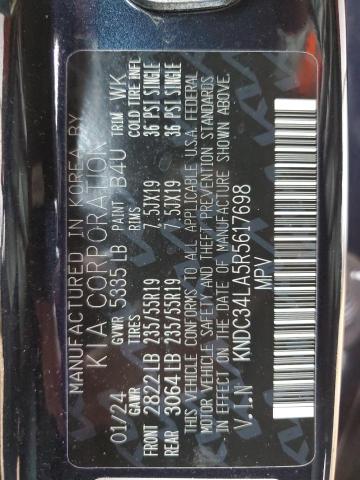 MANUFACTURED IN KOREA BY
KIA CORPORATION
01/24 GVWR 5335 LB PAINT B4U TRIM WK
GAWR TIRES RIMS COLD TIRE INFL
FRONT 2822 LB 235/55R19 7.5JX19 36 PSI SINGLE
REAR 3064 LB 235/55R19 7.5JX19 36 PSI SINGLE
THIS VEHICLE CONFORMS TO ALL APPLICABLE U.S.A. FEDERAL
MOTOR VEHICLE SAFETY AND THEFT PREVENTION STANDARDS
IN EFFECT ON THE DATE OF MANUFACTURE SHOWN ABOVE.
V.I.N KNDC34LA5R5617698
MPV